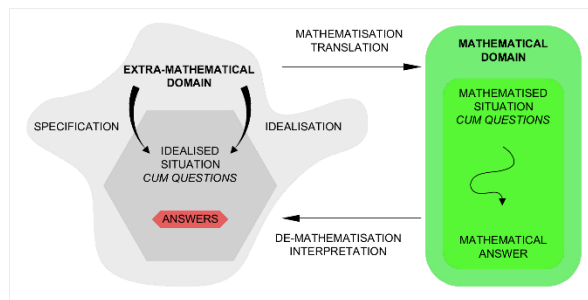 MATHEMATISATION
TRANSLATION
EXTRA-MATHEMATICAL
DOMAIN
SPECIFICATION
IDEALISATION
IDEALISED
SITUATION
CUM QUESTIONS
ANSWERS
DE-MATHEMATISATION
INTERPRETATION
MATHEMATICAL
DOMAIN
MATHEMATISED
SITUATION
CUM QUESTIONS
MATHEMATICAL
ANSWER